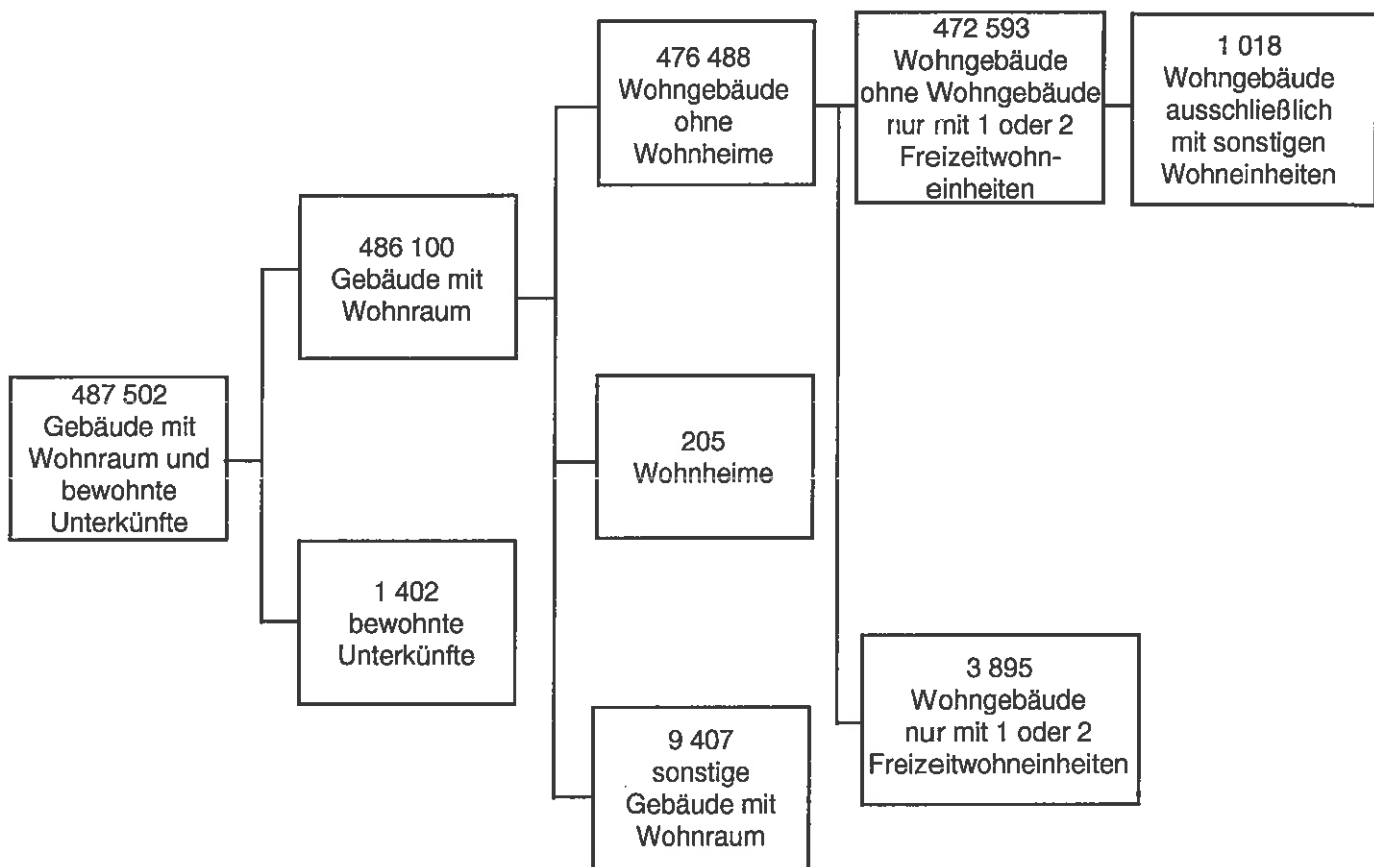 487 502
Gebäude mit
Wohnraum und
bewohnte
Unterkünfte
486 100
Gebäude mit
Wohnraum
1 402
bewohnte
Unterkünfte
476 488
Wohngebäude
ohne
Wohnheime
205
Wohnheime
9 407
sonstige
Gebäude mit
Wohnraum
472 593
Wohngebäude
ohne Wohngebäude
nur mit 1 oder 2
Freizeitwohn-
einheiten
3 895
Wohngebäude
nur mit 1 oder 2
Freizeitwohneinheiten
1 018
Wohngebäude
ausschließlich
mit sonstigen
Wohneinheiten